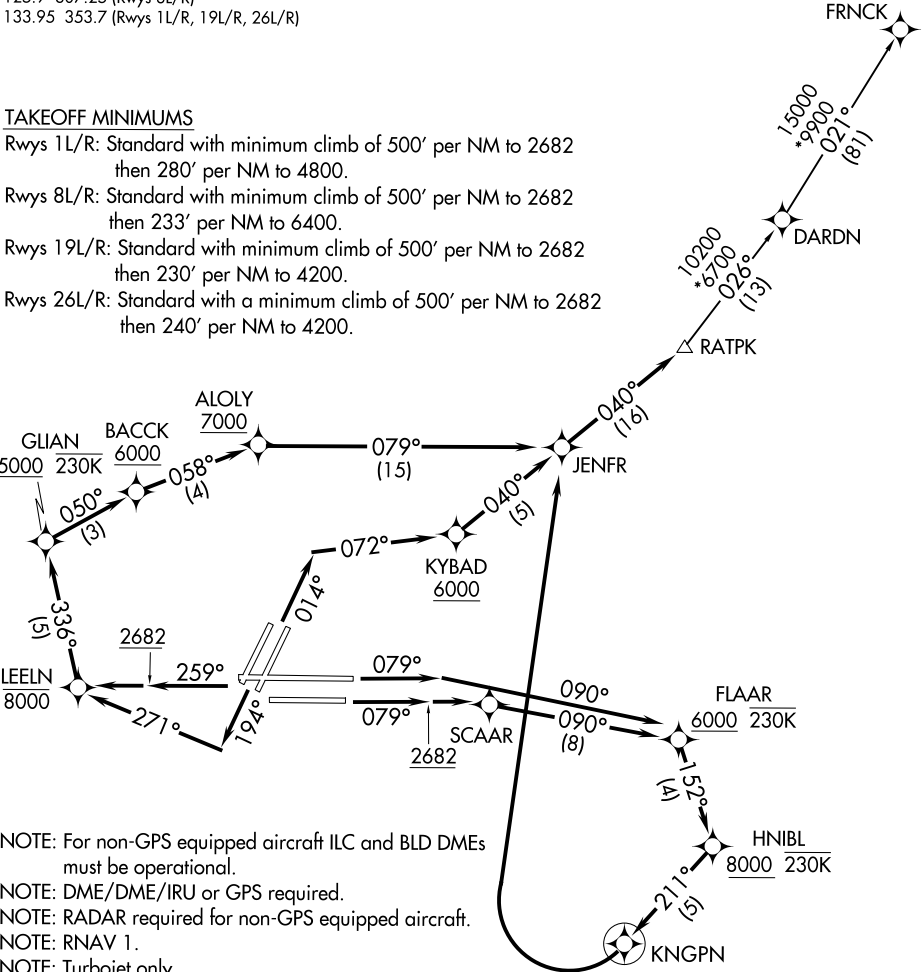 133.95 353.7 (Rwys 1L/R, 19L/R, 26L/R)
FRNCK
TAKEOFF MINIMUMS
Rwys 1L/R: Standard with minimum climb of 500' per NM to 2682
then 280' per NM to 4800.
Rwys 8L/R: Standard with minimum climb of 500' per NM to 2682
then 233' per NM to 6400.
Rwys 19L/R: Standard with minimum climb of 500' per NM to 2682
then 230' per NM to 4200.
Rwys 26L/R: Standard with a minimum climb of 500' per NM to 2682
then 240' per NM to 4200.
15000
*9900
021°
(81)
DARDN
10200
*6700
026°
(13)
RATPK
040°
(16)
ALOLY
7000
BACCK
6000
GLIAN
5000 230K
079°
(15)
JENFR
058°
(4)
050°
(3)
040°
(5)
072°
KYBAD
6000
014°
336°
(5)
2682
LEELN
8000
259°
079°
090°
271°
194°
079°
2682
SCAAR
090°
(8)
FLAAR
6000 230K
152°
(4)
HNIBL
8000 230K
211°
(5)
KNGPN
NOTE: For non-GPS equipped aircraft ILC and BLD DMEs
must be operational.
NOTE: DME/DME/IRU or GPS required.
NOTE: RADAR required for non-GPS equipped aircraft.
NOTE: RNAV 1.
NOTE: Turbojet only.